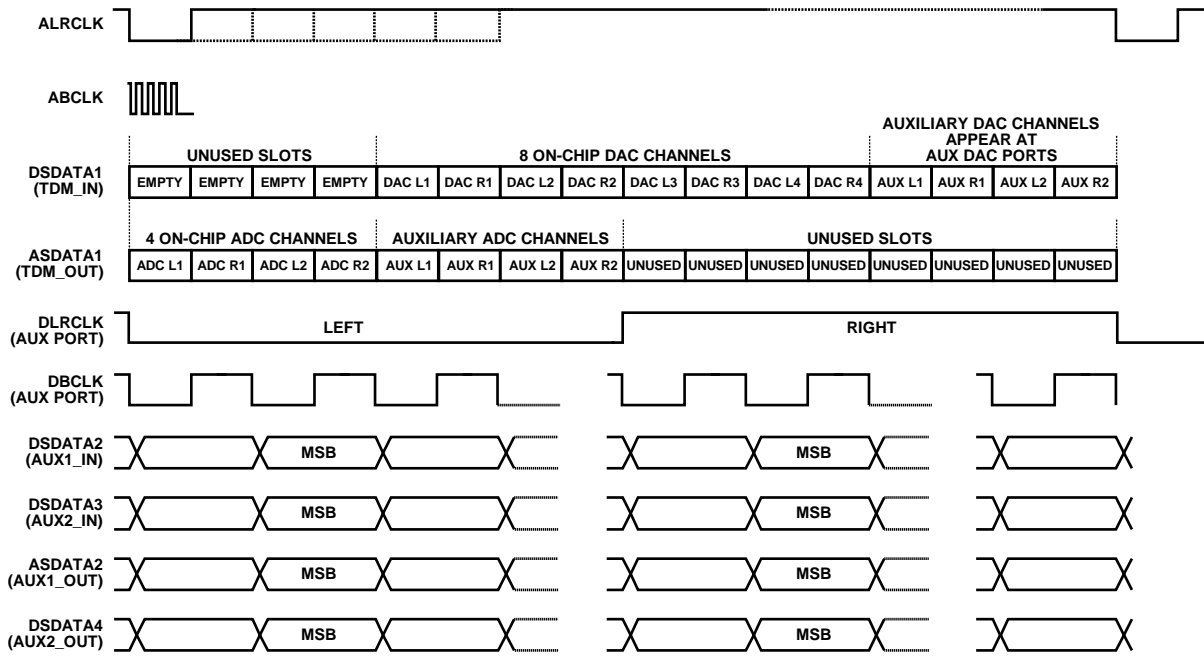 ALRCLK
ABCLK
AUXILIARY DAC CHANNELS
APPEAR AT
AUX DAC PORTS
UNUSED SLOTS
8 ON-CHIP DAC CHANNELS
DSDATA1
(TDM_IN)
EMPTY EMPTY EMPTY EMPTY DAC L1 DAC R1 DAC L2 DAC R2 DAC L3 DAC R3 DAC L4 DAC R4 AUX L1 AUX R1 AUX L2 AUX R2
4 ON-CHIP ADC CHANNELS
AUXILIARY ADC CHANNELS
UNUSED SLOTS
ASDATA1
(TDM_OUT)
ADC L1 ADC R1 ADC L2 ADC R2 AUX L1 AUX R1 AUX L2 AUX R2 UNUSED UNUSED UNUSED UNUSED UNUSED UNUSED UNUSED UNUSED
DLRCLK
(AUX PORT)
LEFT
RIGHT
DBCLK
(AUX PORT)
DSDATA2
(AUX1_IN)
MSB
MSB
DSDATA3
(AUX2_IN)
MSB
MSB
ASDATA2
(AUX1_OUT)
MSB
MSB
DSDATA4
(AUX2_OUT)
MSB
MSB